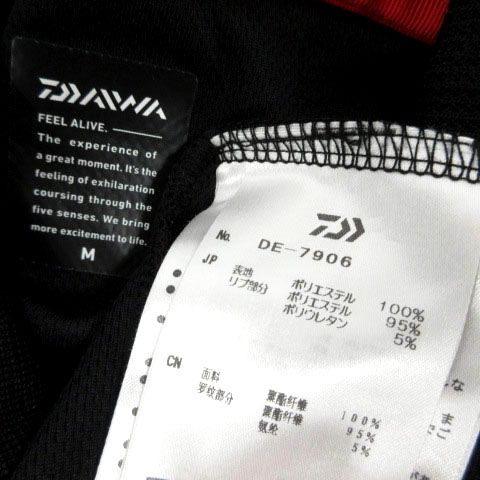 DAIWA
FEEL ALIVE.
The experience of
a great moment. It's the
feeling of exhilaration
coursing through the
five senses. We bring
more excitement to life.
M
No. DE-7906
JP
表地 ポリエステル 100%
リブ部分 ポリエステル 95%
ポリウレタン 5%
CN
面料 聚酯纤维 100%
罗纹部分 聚酯纤维 95%
氨纶 5%